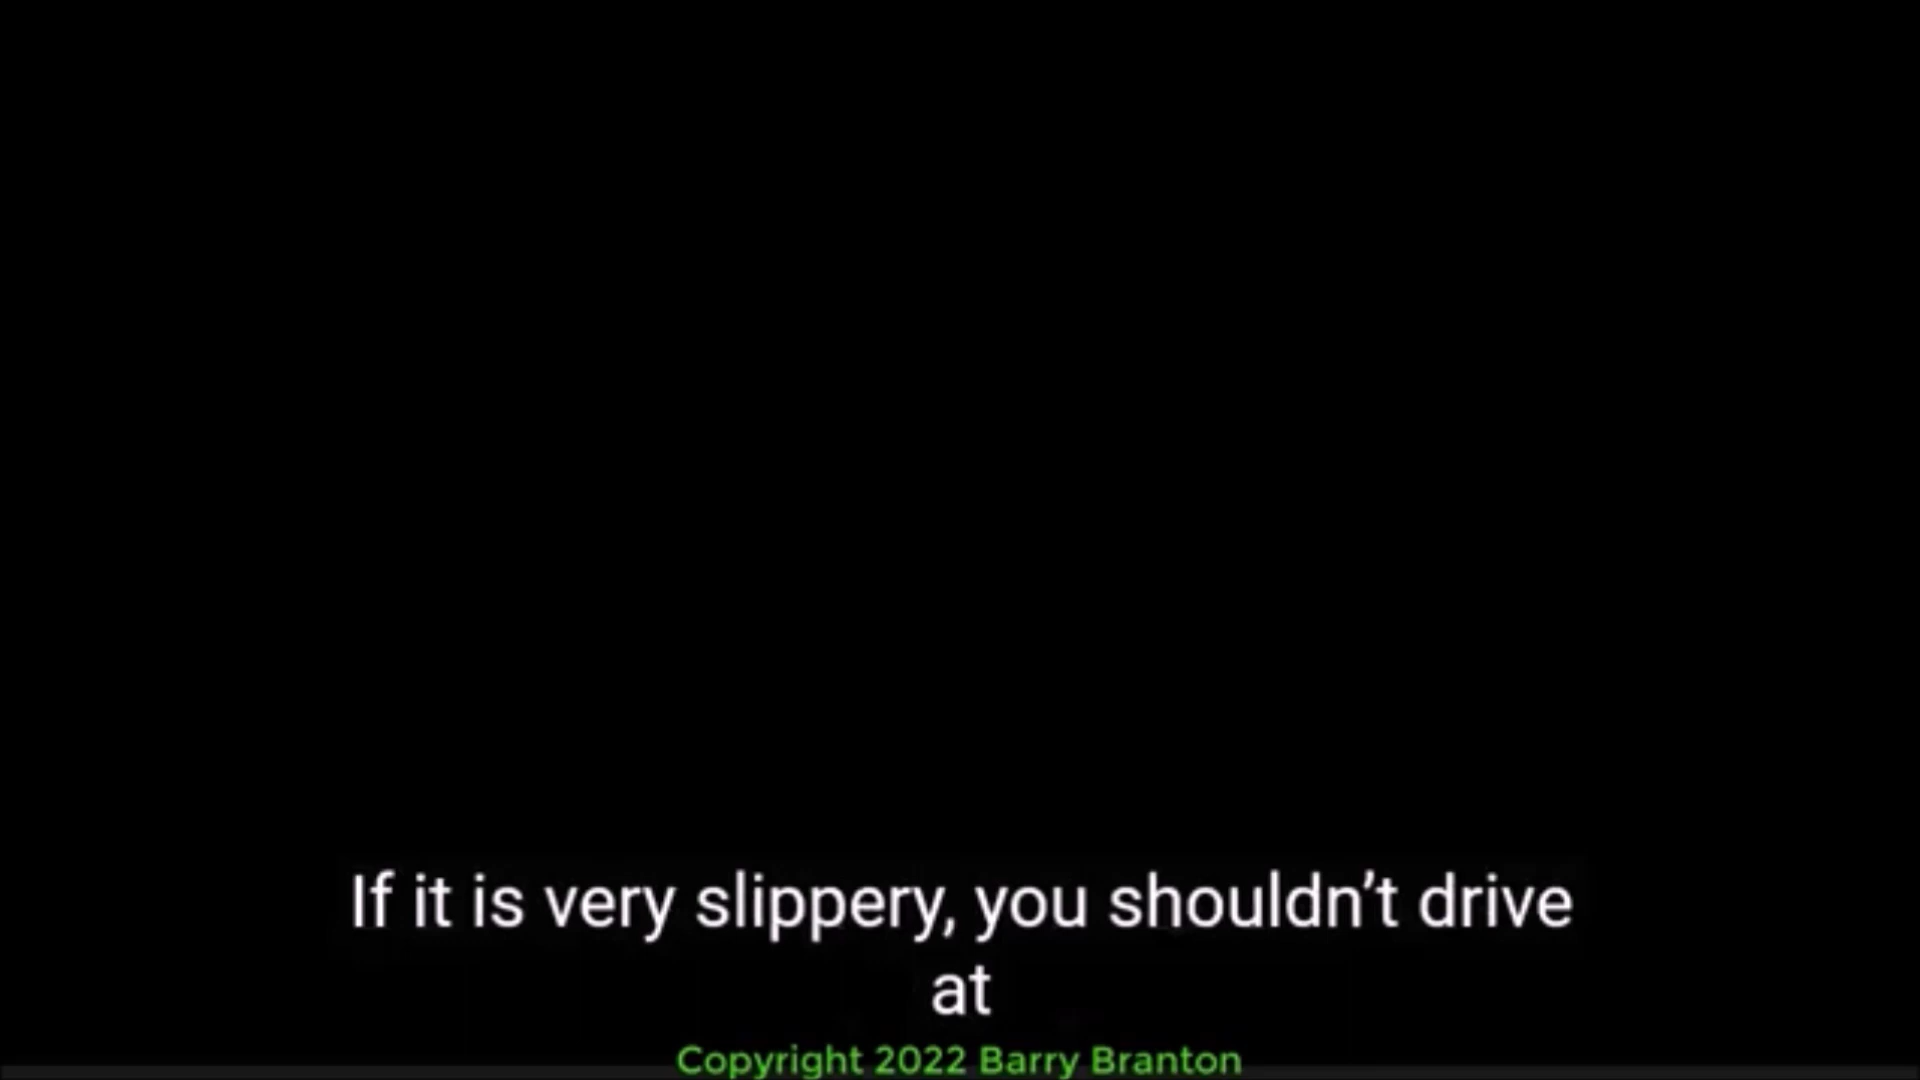 If it is very slippery, you shouldn’t drive
at
Copyright 2022 Barry Branton